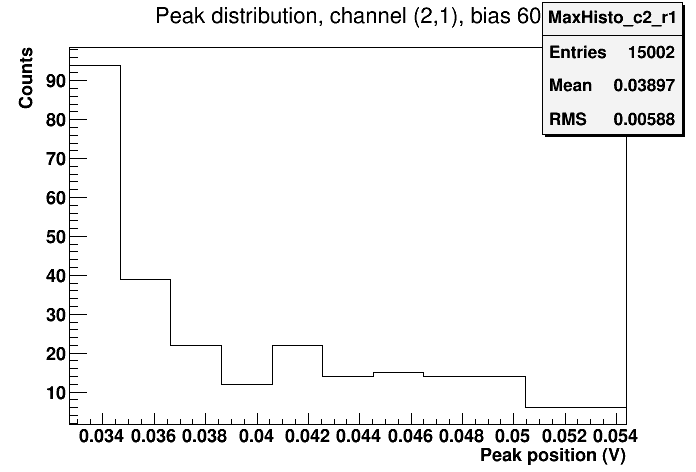 Peak distribution, channel (2,1), bias 60
MaxHisto_c2_r1
Entries 15002
Mean 0.03897
RMS 0.00588
Counts
90
80
70
60
50
40
30
20
10
0.034 0.036 0.038 0.04 0.042 0.044 0.046 0.048 0.05 0.052 0.054
Peak position (V)